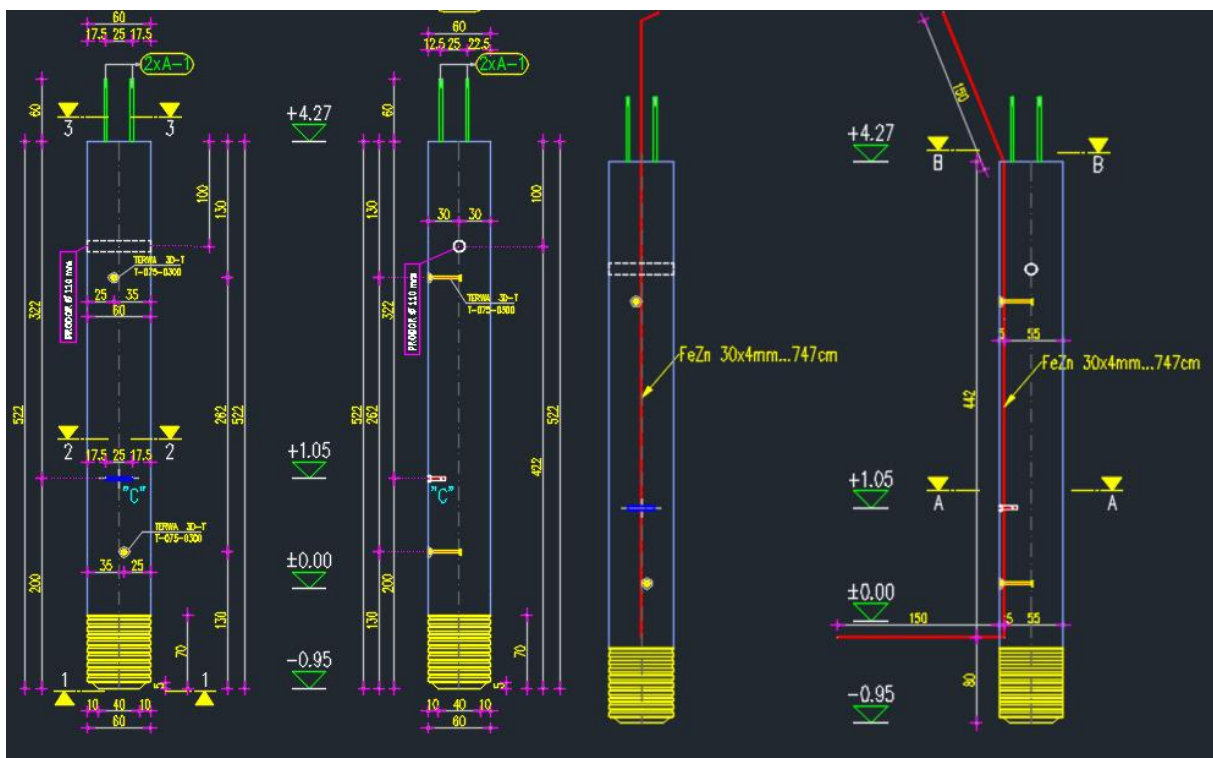 60
17.5 25 17.5
2xA-1
60
3 3
100
130
322
522
262
522
PRODOR Ø 110 mm
TERWA 3D-T
T-075-0300
25 35
60
2 2
17.5 25 17.5
"C"
TERWA 3D-T
T-075-0300
35 25
200
130
70
5
1 1
10 40 10
60
+4.27
+1.05
±0.00
-0.95
60
12.5 25 22.5
2xA-1
60
130
100
30 30
PRODOR Ø 110 mm
TERWA 3D-T
T-075-0300
322
522
262
522
422
"C"
200
130
70
5
10 40 10
60
FeZn 30x4mm...747cm
150
+4.27
B B
5 55
FeZn 30x4mm...747cm
442
+1.05
A A
±0.00
150 5 55
80
-0.95